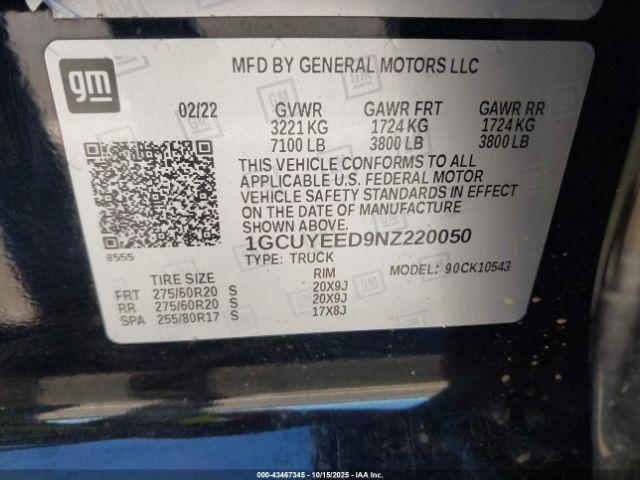 gm
MFD BY GENERAL MOTORS LLC
02/22 GVWR GAWR FRT GAWR RR
3221 KG 1724 KG 1724 KG
7100 LB 3800 LB 3800 LB
THIS VEHICLE CONFORMS TO ALL
APPLICABLE U.S. FEDERAL MOTOR
VEHICLE SAFETY STANDARDS IN EFFECT
ON THE DATE OF MANUFACTURE
SHOWN ABOVE.
8555
1GCUYEED9NZ220050
TYPE: TRUCK
MODEL: 90CK10543
TIRE SIZE RIM
FRT 275/60R20 S 20X9J
RR 275/60R20 S 20X9J
SPA 255/80R17 S 17X8J
000-43467345 - 10/15/2025 - IAA Inc.